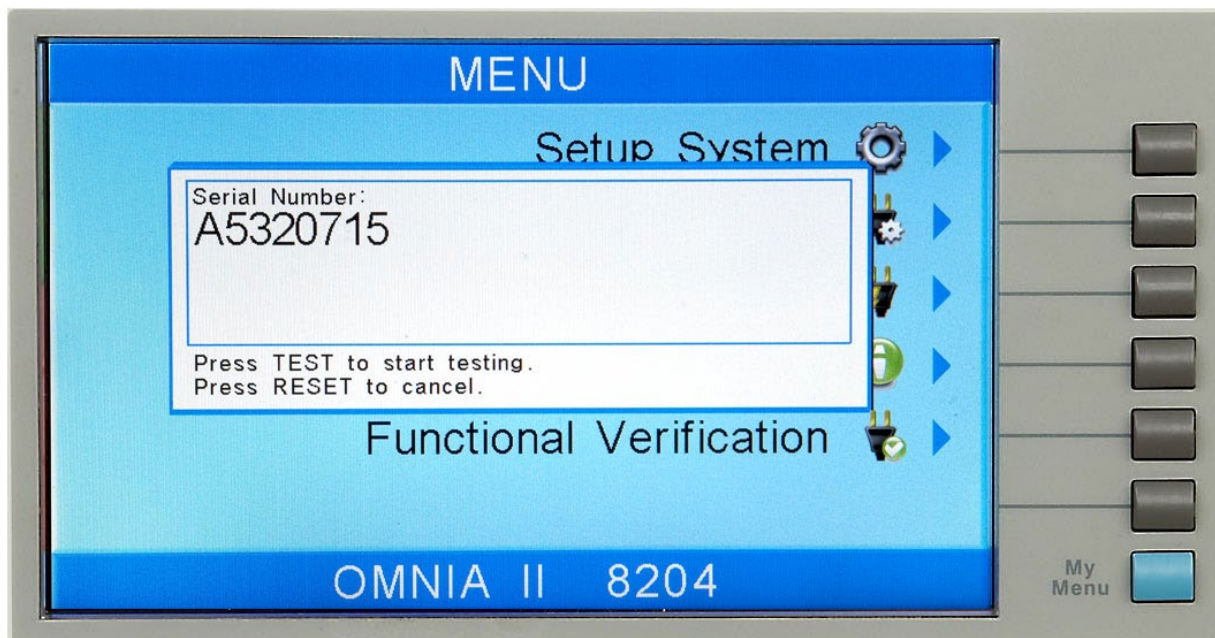 MENU
Setup System
Serial Number:
A5320715
Press TEST to start testing.
Press RESET to cancel.
Functional Verification
OMNIA II 8204
My
Menu